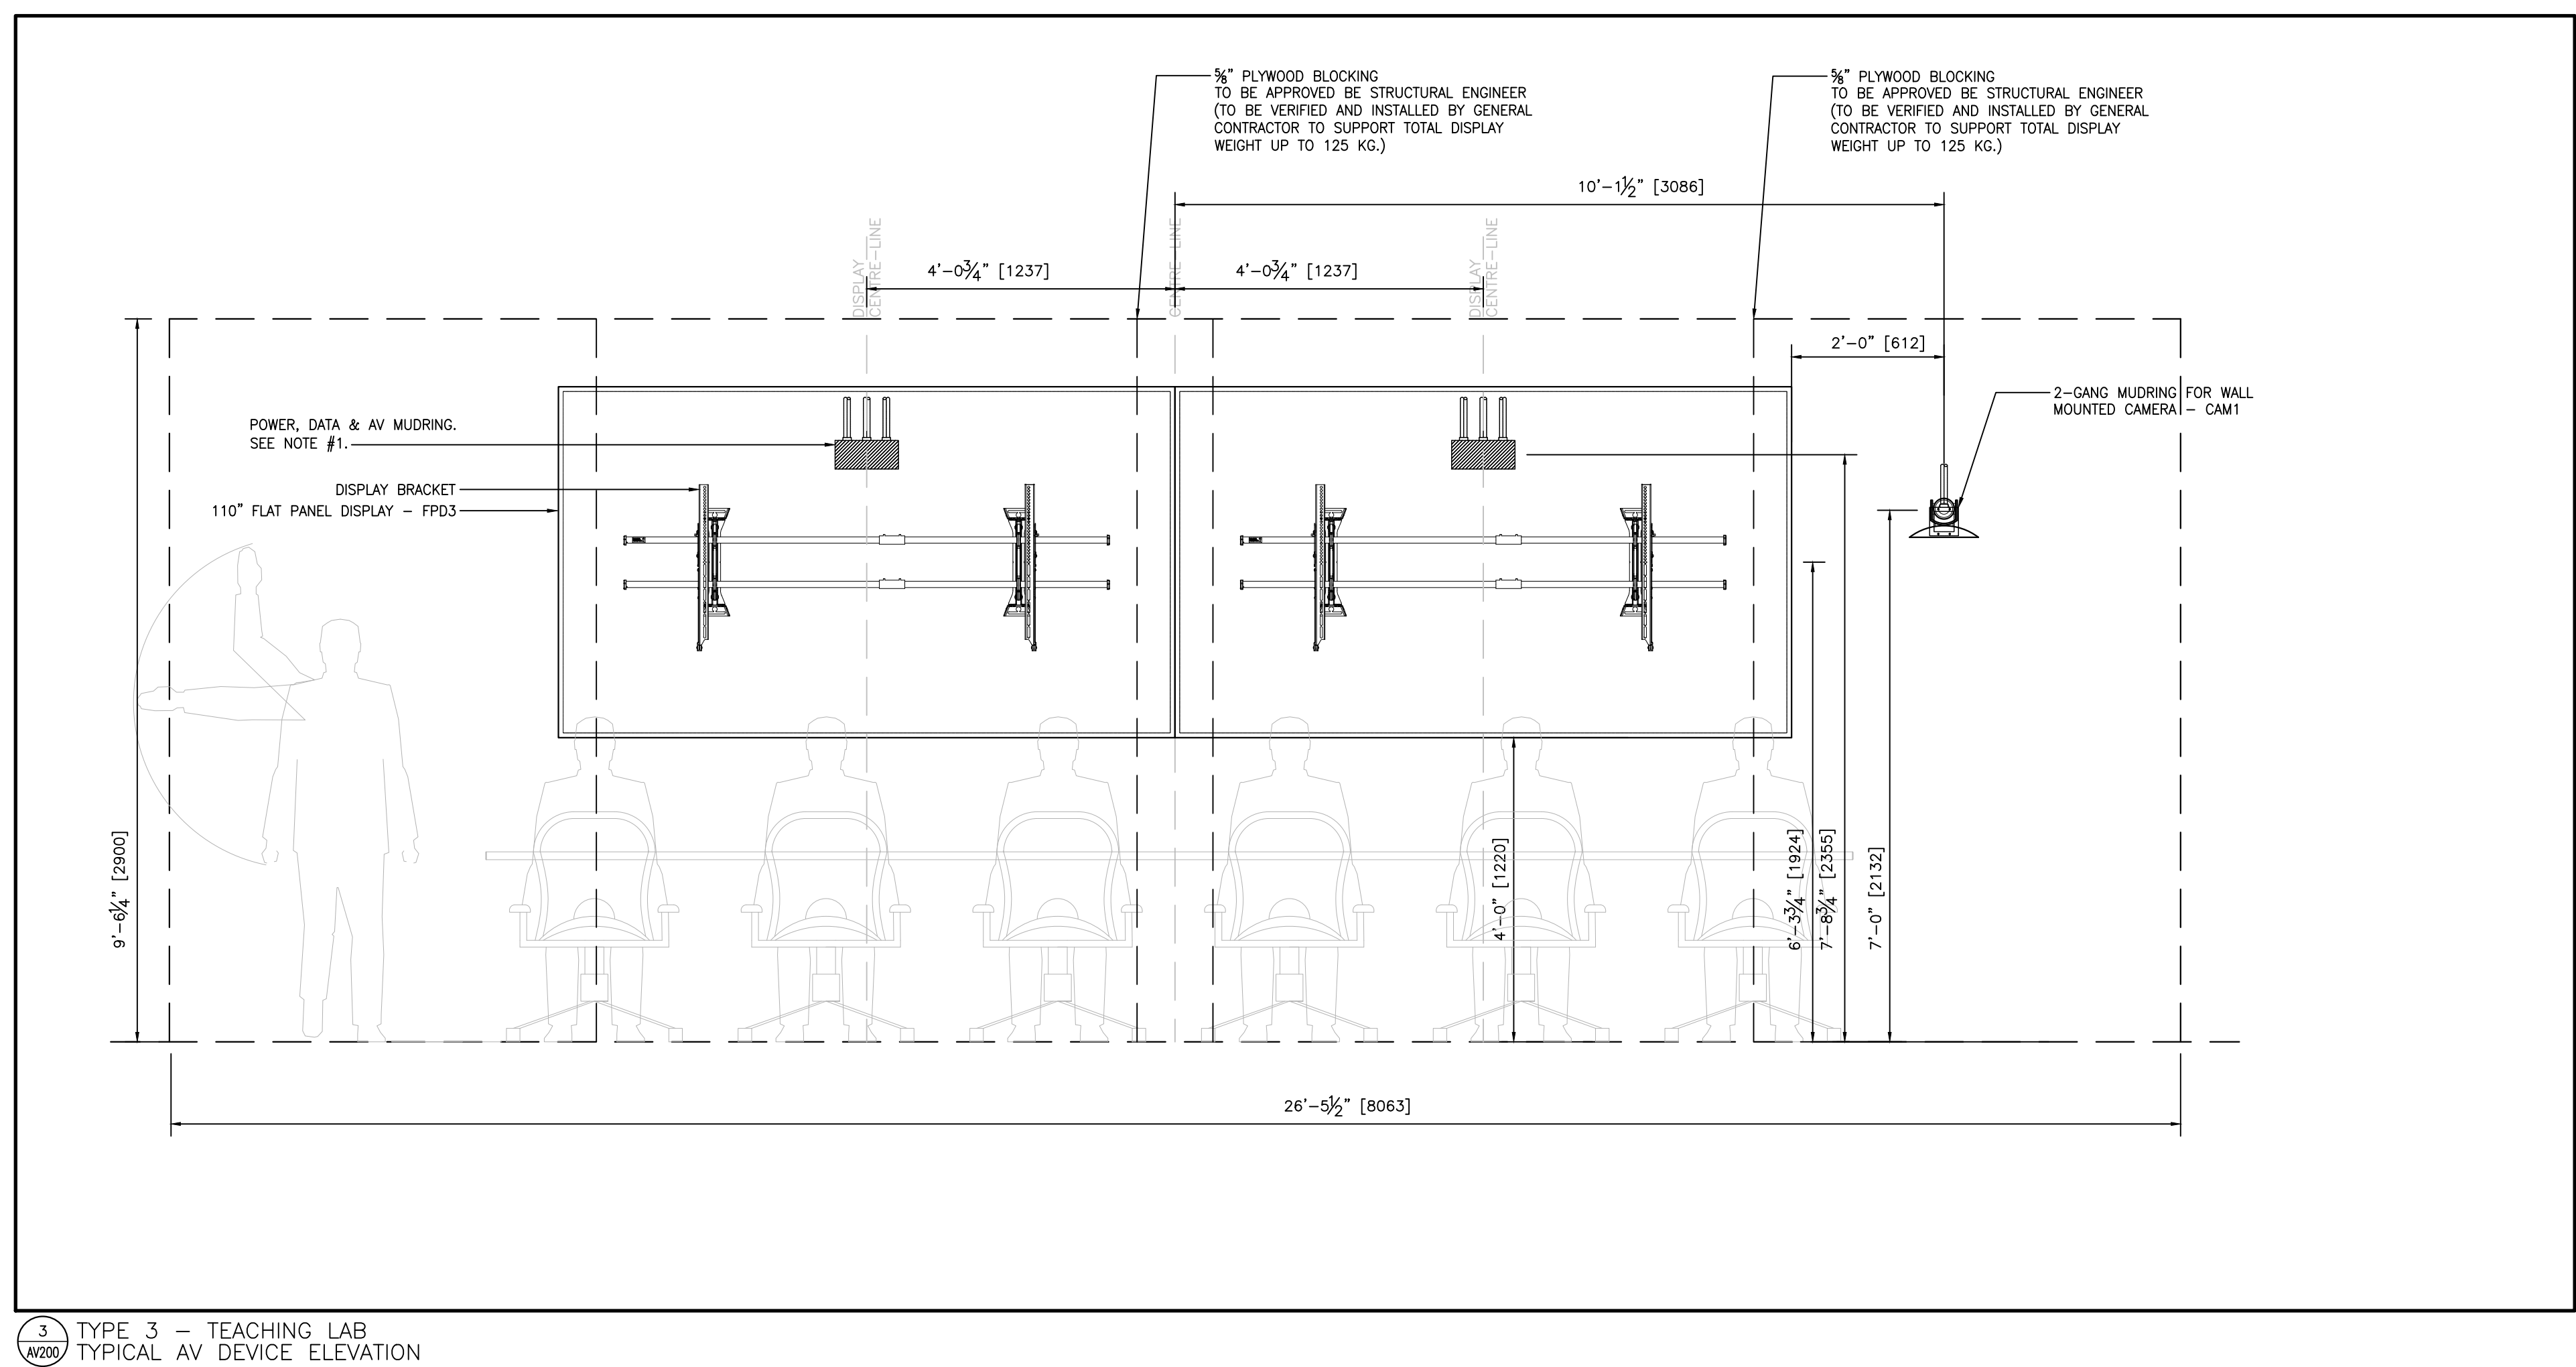 ⅝" PLYWOOD BLOCKING
TO BE APPROVED BE STRUCTURAL ENGINEER
(TO BE VERIFIED AND INSTALLED BY GENERAL
CONTRACTOR TO SUPPORT TOTAL DISPLAY
WEIGHT UP TO 125 KG.)
⅝" PLYWOOD BLOCKING
TO BE APPROVED BE STRUCTURAL ENGINEER
(TO BE VERIFIED AND INSTALLED BY GENERAL
CONTRACTOR TO SUPPORT TOTAL DISPLAY
WEIGHT UP TO 125 KG.)
10'-1½" [3086]
DISPLAY
CENTRE-LINE
4'-0¾" [1237]
CENTRE-LINE
4'-0¾" [1237]
DISPLAY
CENTRE-LINE
2'-0" [612]
2-GANG MUDRING FOR WALL
MOUNTED CAMERA - CAM1
POWER, DATA & AV MUDRING.
SEE NOTE #1.
DISPLAY BRACKET
110" FLAT PANEL DISPLAY - FPD3
9'-6¼" [2900]
4'-0" [1220]
6'-3¾" [1924]
7'-8¾" [2355]
7'-0" [2132]
26'-5½" [8063]
3
AV200
TYPE 3 - TEACHING LAB
TYPICAL AV DEVICE ELEVATION